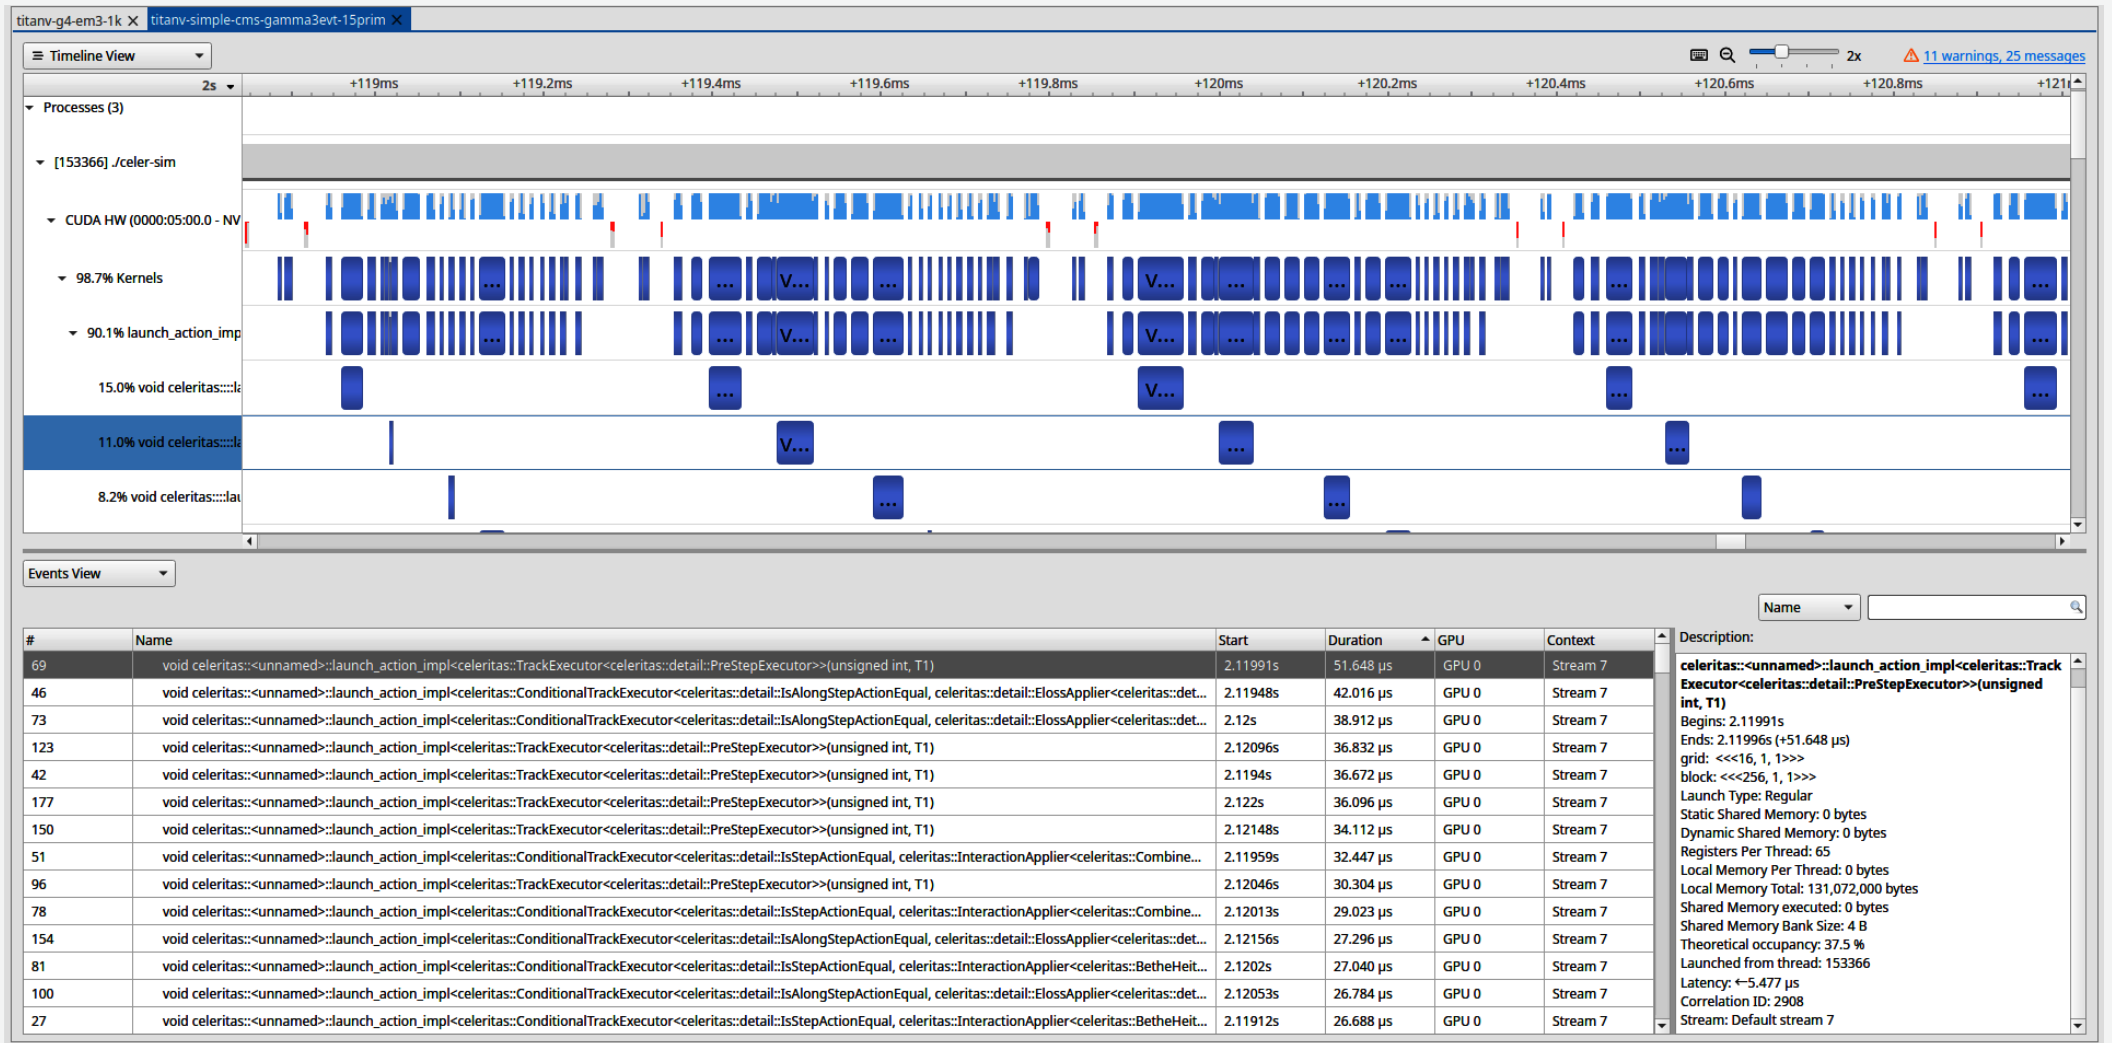 titanv-g4-em3-1k titanv-simple-cms-gamma3evt-15prim
Timeline View 2x 11 warnings, 25 messages
2s +119ms +119.2ms +119.4ms +119.6ms +119.8ms +120ms +120.2ms +120.4ms +120.6ms +120.8ms
Processes (3)
[153366] ./celer-sim
CUDA HW (0000:05:00.0 - NV
98.7% Kernels ... V... ... V... ... ... ... ... ...
90.1% launch_action_imp ... ... V... ... V... ... ... ... ... ...
15.0% void celeritas::::la ... V... ... ...
11.0% void celeritas::::la V... ... ...
8.2% void celeritas::::lau ... ...
Events View
Name
# Name Start Duration GPU Context
69 void celeritas::<unnamed>::launch_action_impl<celeritas::TrackExecutor<celeritas::detail::PreStepExecutor>>(unsigned int, T1) 2.11991s 51.648 µs GPU 0 Stream 7
46 void celeritas::<unnamed>::launch_action_impl<celeritas::ConditionalTrackExecutor<celeritas::detail::IsAlongStepActionEqual, celeritas::detail::ElossApplier<celeritas::det... 2.11948s 42.016 µs GPU 0 Stream 7
73 void celeritas::<unnamed>::launch_action_impl<celeritas::ConditionalTrackExecutor<celeritas::detail::IsAlongStepActionEqual, celeritas::detail::ElossApplier<celeritas::det... 2.12s 38.912 µs GPU 0 Stream 7
123 void celeritas::<unnamed>::launch_action_impl<celeritas::TrackExecutor<celeritas::detail::PreStepExecutor>>(unsigned int, T1) 2.12096s 36.832 µs GPU 0 Stream 7
42 void celeritas::<unnamed>::launch_action_impl<celeritas::TrackExecutor<celeritas::detail::PreStepExecutor>>(unsigned int, T1) 2.1194s 36.672 µs GPU 0 Stream 7
177 void celeritas::<unnamed>::launch_action_impl<celeritas::TrackExecutor<celeritas::detail::PreStepExecutor>>(unsigned int, T1) 2.122s 36.096 µs GPU 0 Stream 7
150 void celeritas::<unnamed>::launch_action_impl<celeritas::TrackExecutor<celeritas::detail::PreStepExecutor>>(unsigned int, T1) 2.12148s 34.112 µs GPU 0 Stream 7
51 void celeritas::<unnamed>::launch_action_impl<celeritas::ConditionalTrackExecutor<celeritas::detail::IsStepActionEqual, celeritas::InteractionApplier<celeritas::Combine... 2.11959s 32.447 µs GPU 0 Stream 7
96 void celeritas::<unnamed>::launch_action_impl<celeritas::TrackExecutor<celeritas::detail::PreStepExecutor>>(unsigned int, T1) 2.12046s 30.304 µs GPU 0 Stream 7
78 void celeritas::<unnamed>::launch_action_impl<celeritas::ConditionalTrackExecutor<celeritas::detail::IsStepActionEqual, celeritas::InteractionApplier<celeritas::Combine... 2.12013s 29.023 µs GPU 0 Stream 7
154 void celeritas::<unnamed>::launch_action_impl<celeritas::ConditionalTrackExecutor<celeritas::detail::IsAlongStepActionEqual, celeritas::detail::ElossApplier<celeritas::det... 2.12156s 27.296 µs GPU 0 Stream 7
81 void celeritas::<unnamed>::launch_action_impl<celeritas::ConditionalTrackExecutor<celeritas::detail::IsStepActionEqual, celeritas::InteractionApplier<celeritas::BetheHeit... 2.1202s 27.040 µs GPU 0 Stream 7
100 void celeritas::<unnamed>::launch_action_impl<celeritas::ConditionalTrackExecutor<celeritas::detail::IsAlongStepActionEqual, celeritas::detail::ElossApplier<celeritas::det... 2.12053s 26.784 µs GPU 0 Stream 7
27 void celeritas::<unnamed>::launch_action_impl<celeritas::ConditionalTrackExecutor<celeritas::detail::IsStepActionEqual, celeritas::InteractionApplier<celeritas::BetheHeit... 2.11912s 26.688 µs GPU 0 Stream 7
Description:
celeritas::<unnamed>::launch_action_impl<celeritas::Track
Executor<celeritas::detail::PreStepExecutor>>(unsigned
int, T1)
Begins: 2.11991s
Ends: 2.11996s (+51.648 µs)
grid: <<<16, 1, 1>>>
block: <<<256, 1, 1>>>
Launch Type: Regular
Static Shared Memory: 0 bytes
Dynamic Shared Memory: 0 bytes
Registers Per Thread: 65
Local Memory Per Thread: 0 bytes
Local Memory Total: 131,072,000 bytes
Shared Memory executed: 0 bytes
Shared Memory Bank Size: 4 B
Theoretical occupancy: 37.5 %
Launched from thread: 153366
Latency: ←5.477 µs
Correlation ID: 2908
Stream: Default stream 7